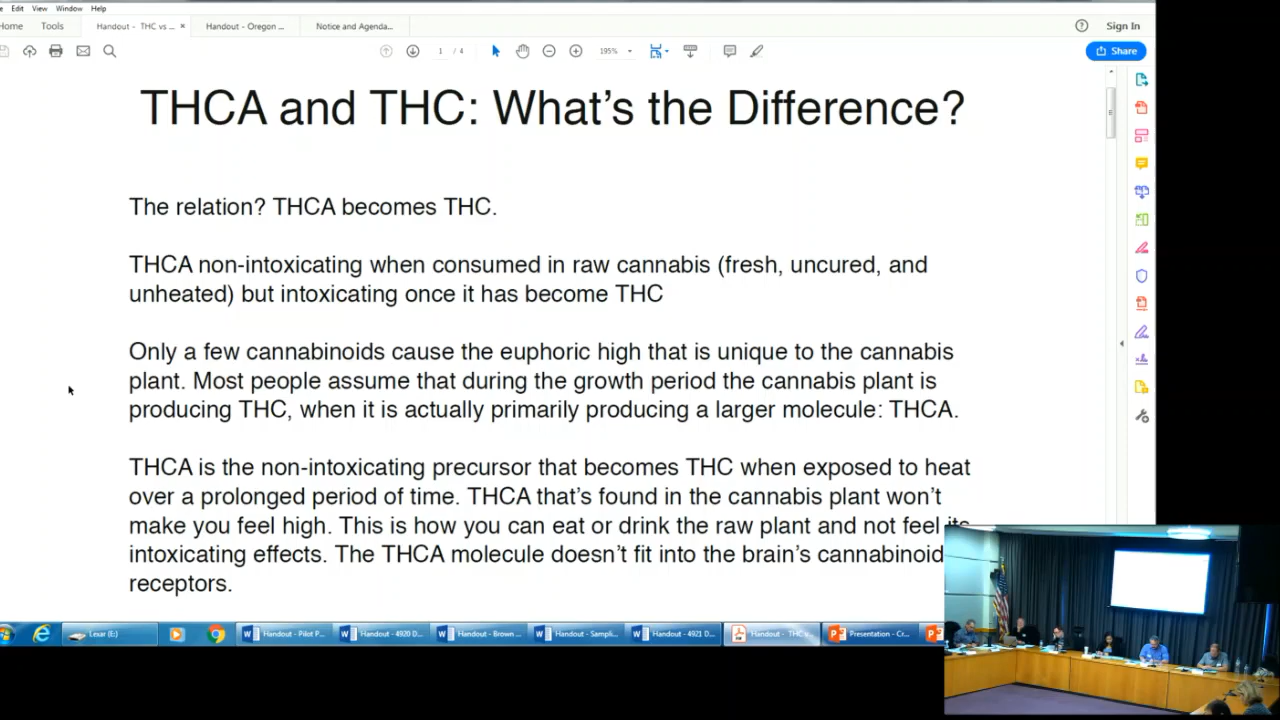 Edit View Window Help
Home Tools Handout - THC vs ... × Handout - Oregon ... Notice and Agenda... Sign In
1 / 4 195% Share
THCA and THC: What's the Difference?
The relation? THCA becomes THC.
THCA non-intoxicating when consumed in raw cannabis (fresh, uncured, and
unheated) but intoxicating once it has become THC
Only a few cannabinoids cause the euphoric high that is unique to the cannabis
plant. Most people assume that during the growth period the cannabis plant is
producing THC, when it is actually primarily producing a larger molecule: THCA.
THCA is the non-intoxicating precursor that becomes THC when exposed to heat
over a prolonged period of time. THCA that's found in the cannabis plant won't
make you feel high. This is how you can eat or drink the raw plant and not feel its
intoxicating effects. The THCA molecule doesn't fit into the brain's cannabinoid
receptors.
Lexar (E:) Handout - Pilot P... Handout - 4920 D... Handout - Brown ... Handout - Sampli... Handout - 4921 D... Handout - THC v... Presentation - Cr...